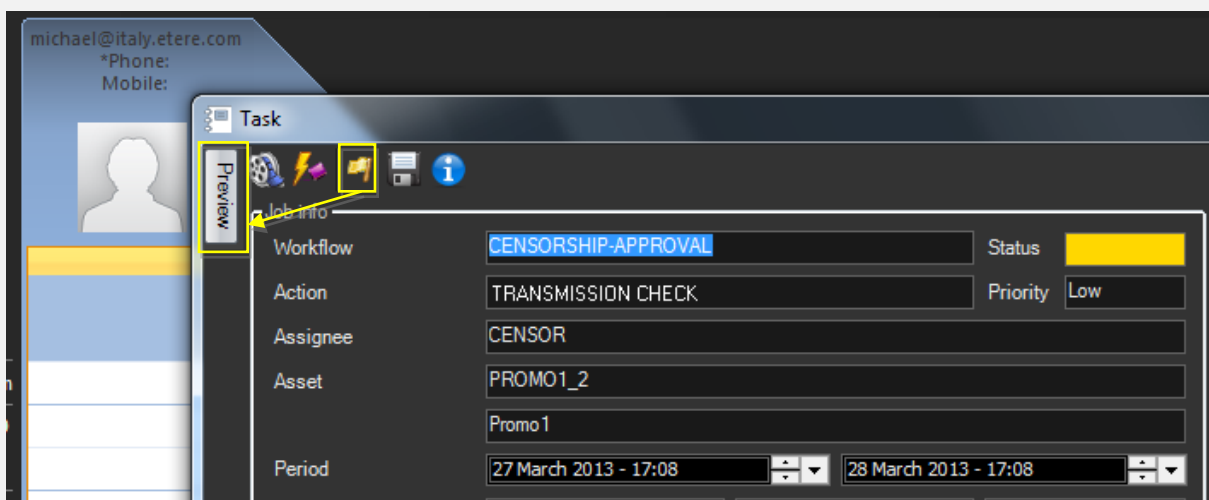 michael@italy.etere.com
*Phone:
Mobile:
Task
Preview
Job info
Workflow CENSORSHIP-APPROVAL Status
Action TRANSMISSION CHECK Priority Low
Assignee CENSOR
Asset PROMO1_2
Promo1
Period 27 March 2013 - 17:08 28 March 2013 - 17:08